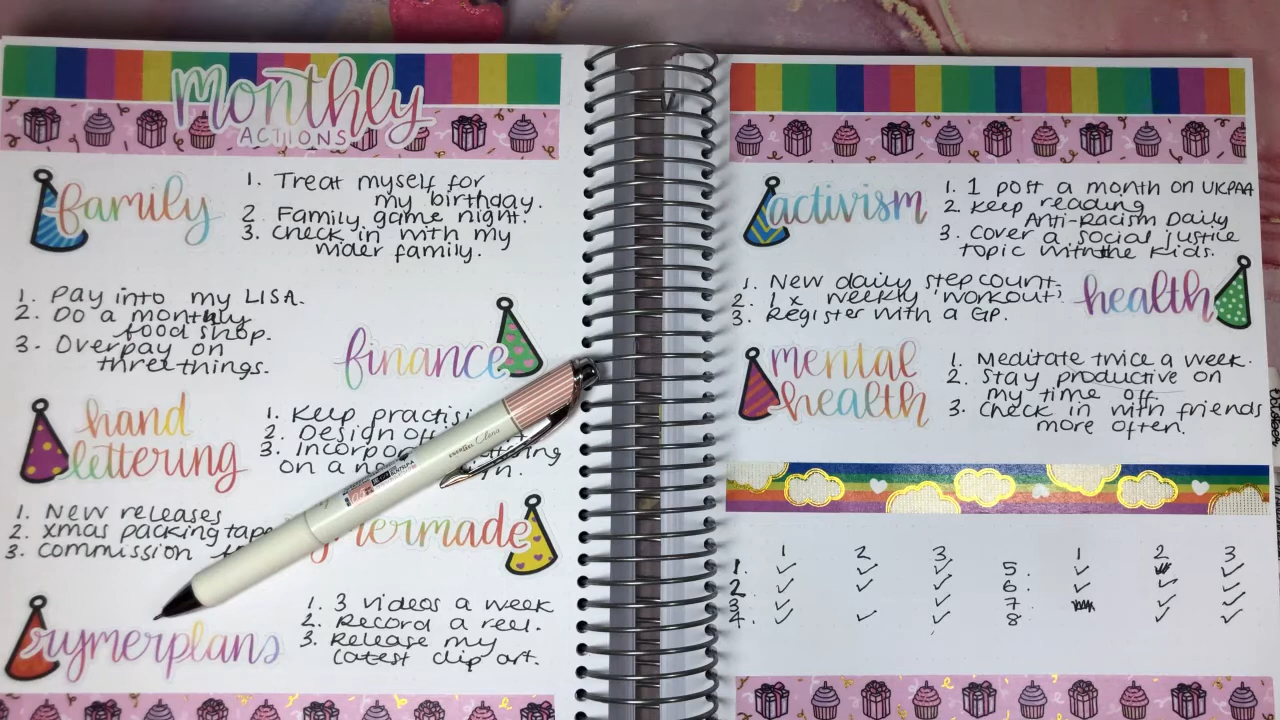 monthly
ACTIONS
family
1. Treat myself for
my birthday.
2. Family game night.
3. Check in with my
wider family.
1. Pay into my LISA.
2. Do a monthly
food shop.
3. Overpay on
three things.
finance
hand
lettering
1. Keep practisi
2. Design
3. Incorpo
on a n
1. New releases
2. xmas packing tape
3. commission
ermade
rymerplans
1. 3 videos a week
2. Record a reel.
3. Release my
latest clip art.
activism
1. 1 post a month on UKPAA
2. keep reading
Anti-Racism Daily
3. Cover a social justice
topic with the kids.
1. New daily step count.
2. 1 x weekly 'workout'
3. Register with a GP.
health
mental
health
1. Meditate twice a week.
2. Stay productive on
my time off.
3. Check in with friends
more often.
1 2 3 1 2 3
1. ✓ ✓ ✓ 5. ✓ ✓
2. ✓ ✓ ✓ 6. ✓ ✓ ✓
3. ✓ ✓ 7. ✓ ✓
4. ✓ ✓ 8 ✓ ✓